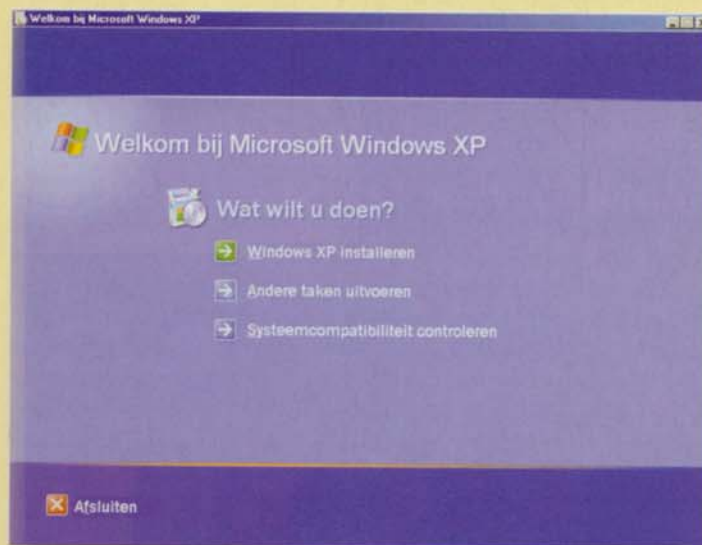 Welkom bij Microsoft Windows XP
Welkom bij Microsoft Windows XP
Wat wilt u doen?
Windows XP installeren
Andere taken uitvoeren
Systeemcompatibiliteit controleren
Afsluiten